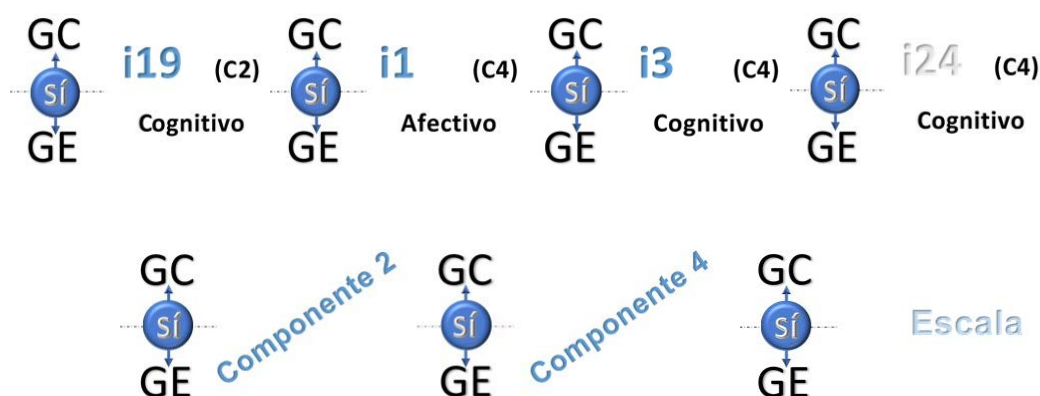 GC GC GC GC
i19 (C2) i1 (C4) i3 (C4) i24 (C4)
SÍ SÍ SÍ SÍ
Cognitivo Afectivo Cognitivo Cognitivo
GE GE GE GE
GC GC GC
SÍ Componente 2 SÍ Componente 4 SÍ Escala
GE GE GE